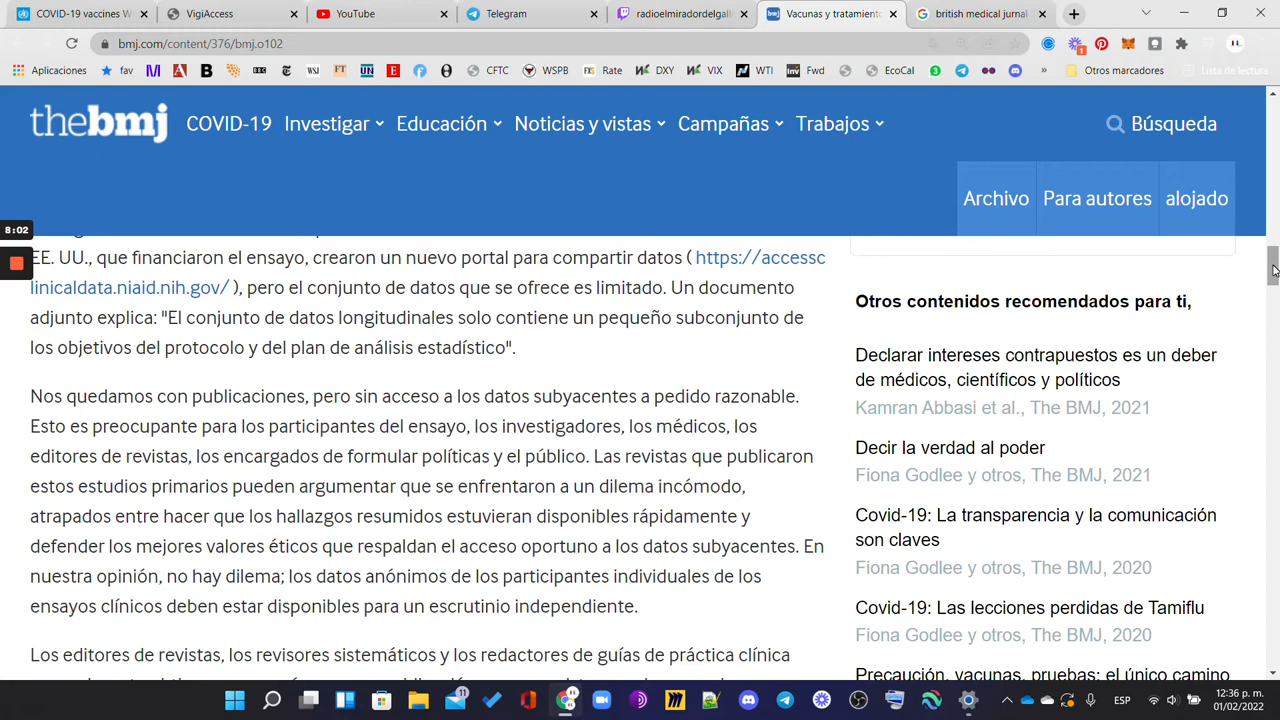 COVID-19 vaccines W
VigiAccess
YouTube
Telegram
radioelmiradordelgall
Vacunas y tratamiento
british medical jurnal
bmj.com/content/376/bmj.o102
Aplicaciones
fav
CFTC
WSPB
Rate
DXY
VIX
WTI
Fwd
EcoCal
Otros marcadores
Lista de lectura
thebmj
COVID-19
Investigar
Educación
Noticias y vistas
Campañas
Trabajos
Búsqueda
Archivo
Para autores
alojado
8:02
EE. UU., que financiaron el ensayo, crearon un nuevo portal para compartir datos ( https://accessc
linicaldata.niaid.nih.gov/ ), pero el conjunto de datos que se ofrece es limitado. Un documento
adjunto explica: "El conjunto de datos longitudinales solo contiene un pequeño subconjunto de
los objetivos del protocolo y del plan de análisis estadístico".
Nos quedamos con publicaciones, pero sin acceso a los datos subyacentes a pedido razonable.
Esto es preocupante para los participantes del ensayo, los investigadores, los médicos, los
editores de revistas, los encargados de formular políticas y el público. Las revistas que publicaron
estos estudios primarios pueden argumentar que se enfrentaron a un dilema incómodo,
atrapados entre hacer que los hallazgos resumidos estuvieran disponibles rápidamente y
defender los mejores valores éticos que respaldan el acceso oportuno a los datos subyacentes. En
nuestra opinión, no hay dilema; los datos anónimos de los participantes individuales de los
ensayos clínicos deben estar disponibles para un escrutinio independiente.
Los editores de revistas, los revisores sistemáticos y los redactores de guías de práctica clínica
Otros contenidos recomendados para ti,
Declarar intereses contrapuestos es un deber
de médicos, científicos y políticos
Kamran Abbasi et al., The BMJ, 2021
Decir la verdad al poder
Fiona Godlee y otros, The BMJ, 2021
Covid-19: La transparencia y la comunicación
son claves
Fiona Godlee y otros, The BMJ, 2020
Covid-19: Las lecciones perdidas de Tamiflu
Fiona Godlee y otros, The BMJ, 2020
Precaución, vacunas, pruebas: el único camino
11
ESP
12:36 p. m.
01/02/2022